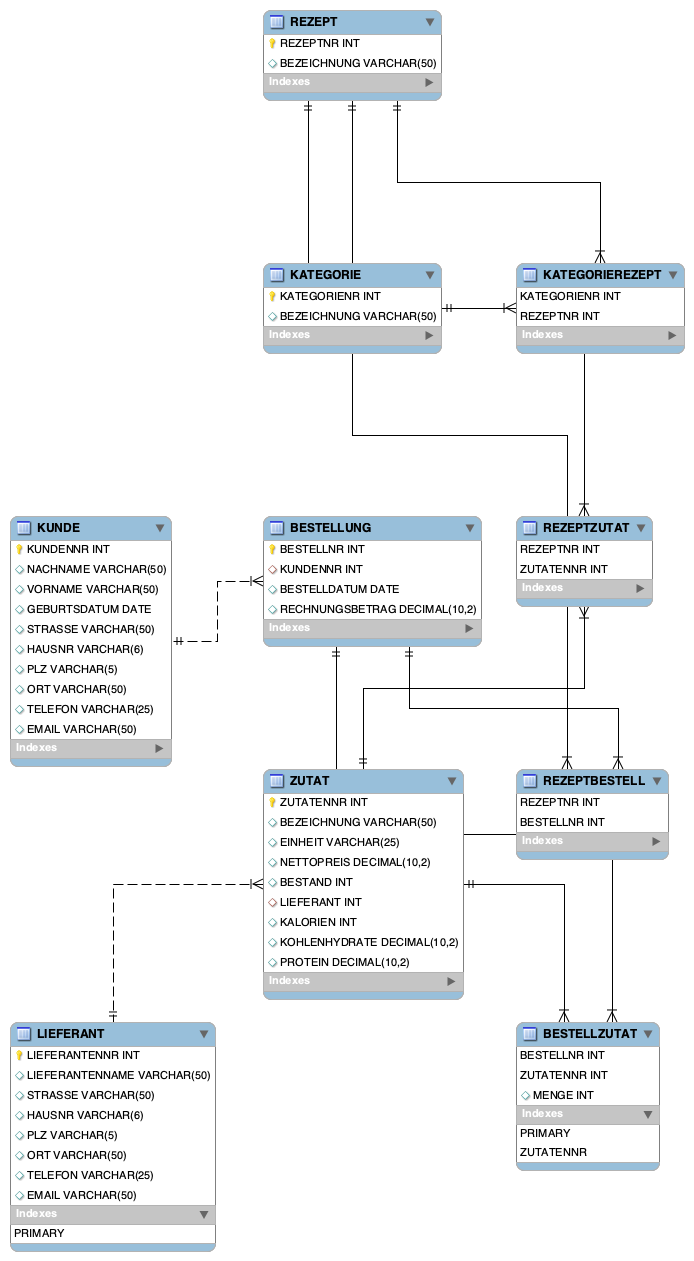 REZEPT
REZEPTNR INT
BEZEICHNUNG VARCHAR(50)
Indexes
KATEGORIE
KATEGORIENR INT
BEZEICHNUNG VARCHAR(50)
Indexes
KATEGORIEREZEPT
KATEGORIENR INT
REZEPTNR INT
Indexes
KUNDE
KUNDENNR INT
NACHNAME VARCHAR(50)
VORNAME VARCHAR(50)
GEBURTSDATUM DATE
STRASSE VARCHAR(50)
HAUSNR VARCHAR(6)
PLZ VARCHAR(5)
ORT VARCHAR(50)
TELEFON VARCHAR(25)
EMAIL VARCHAR(50)
Indexes
BESTELLUNG
BESTELLNR INT
KUNDENNR INT
BESTELLDATUM DATE
RECHNUNGSBETRAG DECIMAL(10,2)
Indexes
REZEPTZUTAT
REZEPTNR INT
ZUTATENNR INT
Indexes
ZUTAT
ZUTATENNR INT
BEZEICHNUNG VARCHAR(50)
EINHEIT VARCHAR(25)
NETTOPREIS DECIMAL(10,2)
BESTAND INT
LIEFERANT INT
KALORIEN INT
KOHLENHYDRATE DECIMAL(10,2)
PROTEIN DECIMAL(10,2)
Indexes
REZEPTBESTELL
REZEPTNR INT
BESTELLNR INT
Indexes
LIEFERANT
LIEFERANTENNR INT
LIEFERANTENNAME VARCHAR(50)
STRASSE VARCHAR(50)
HAUSNR VARCHAR(6)
PLZ VARCHAR(5)
ORT VARCHAR(50)
TELEFON VARCHAR(25)
EMAIL VARCHAR(50)
Indexes
PRIMARY
BESTELLZUTAT
BESTELLNR INT
ZUTATENNR INT
MENGE INT
Indexes
PRIMARY
ZUTATENNR